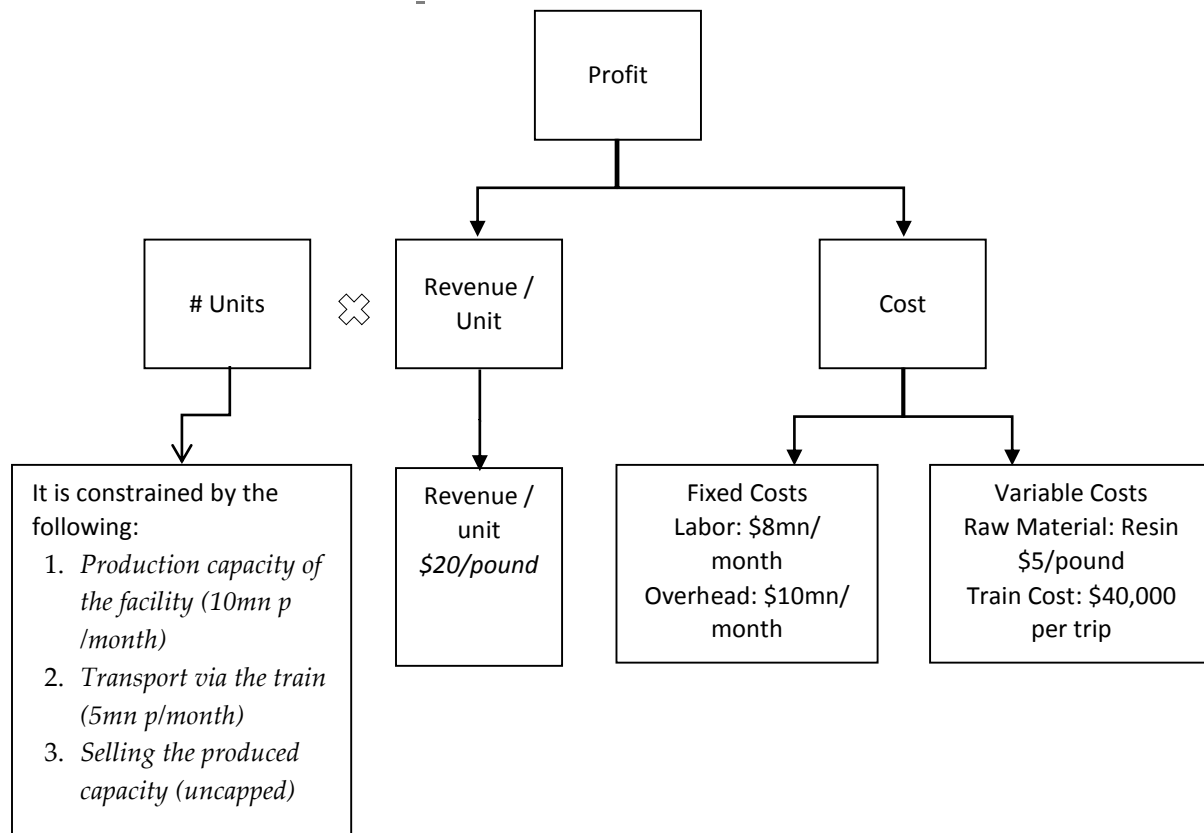 Profit
# Units
Revenue /
Unit
Cost
It is constrained by the
following:
1. Production capacity of
the facility (10mn p
/month)
2. Transport via the train
(5mn p/month)
3. Selling the produced
capacity (uncapped)
Revenue /
unit
$20/pound
Fixed Costs
Labor: $8mn/
month
Overhead: $10mn/
month
Variable Costs
Raw Material: Resin
$5/pound
Train Cost: $40,000
per trip